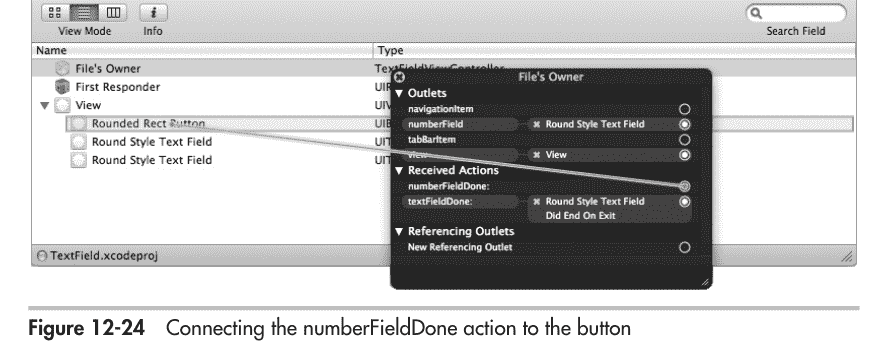 View Mode Info Search Field
Name Type
File's Owner TextFieldViewController
First Responder UIR
View UIV
Rounded Rect Button UIB
Round Style Text Field UIT
Round Style Text Field UIT
TextField.xcodeproj
File's Owner
Outlets
navigationItem
numberField Round Style Text Field
tabBarItem
view View
Received Actions
numberFieldDone:
textFieldDone: Round Style Text Field
Did End On Exit
Referencing Outlets
New Referencing Outlet
Figure 12-24 Connecting the numberFieldDone action to the button